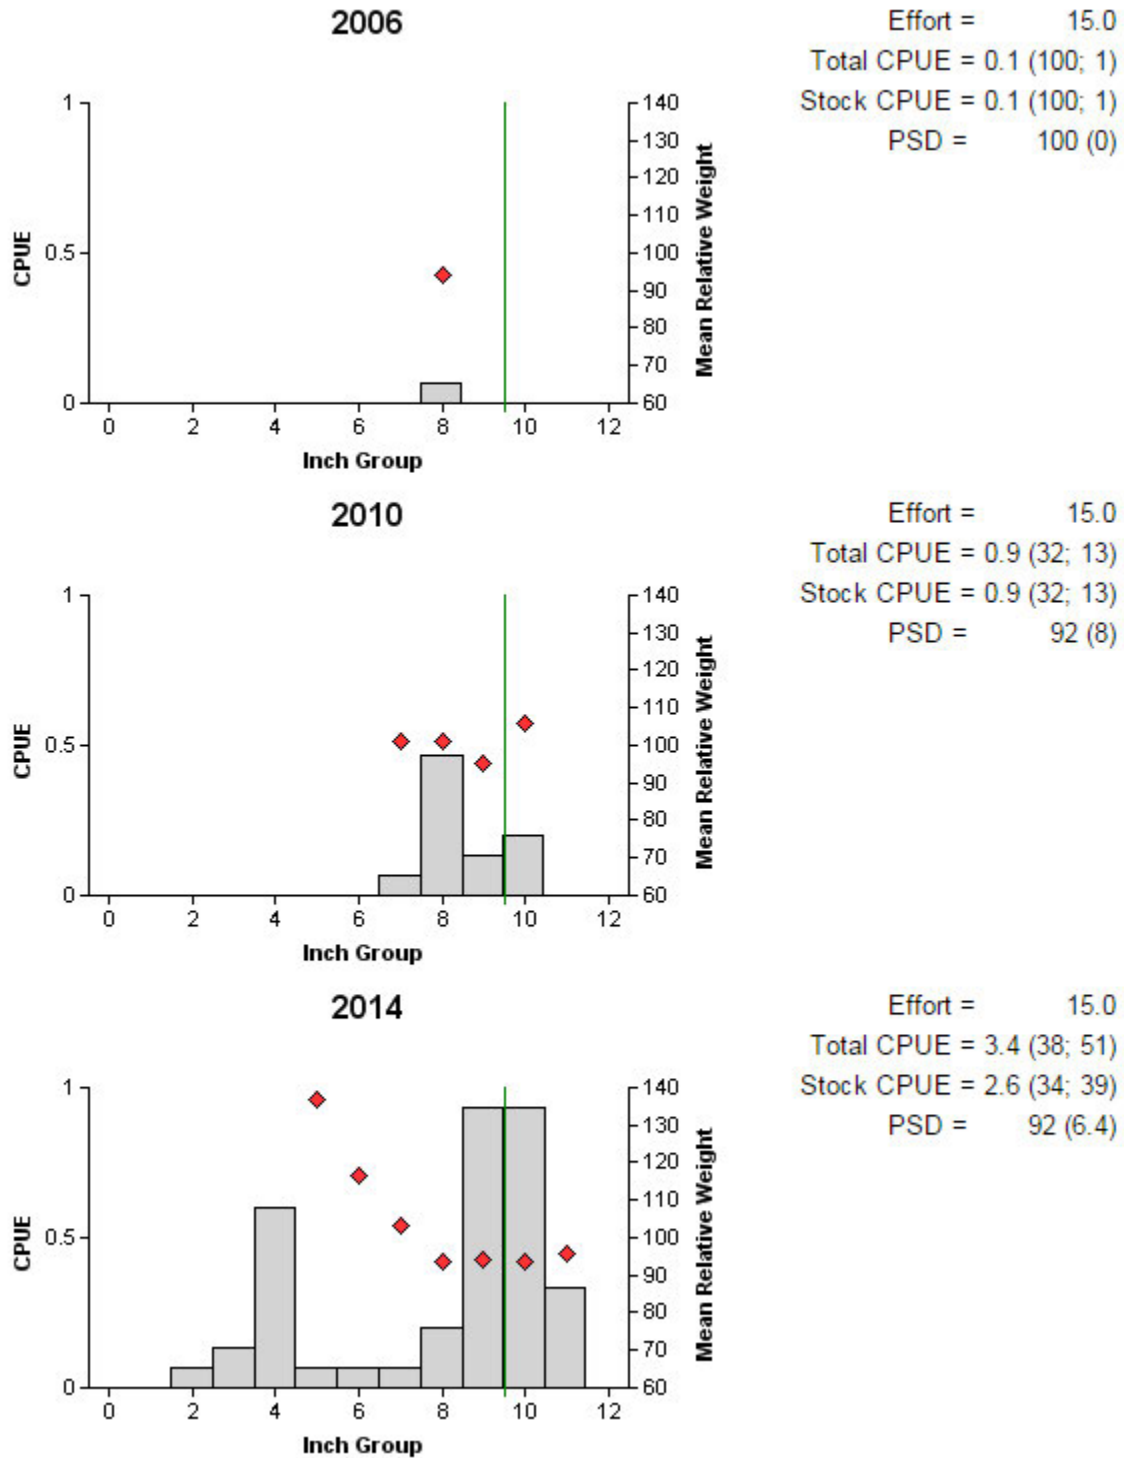 2006
Effort = 15.0
Total CPUE = 0.1 (100; 1)
Stock CPUE = 0.1 (100; 1)
PSD = 100 (0)
1
0.5
0
CPUE
140
130
120
110
100
90
80
70
60
Mean Relative Weight
0 2 4 6 8 10 12
Inch Group
2010
Effort = 15.0
Total CPUE = 0.9 (32; 13)
Stock CPUE = 0.9 (32; 13)
PSD = 92 (8)
1
0.5
0
CPUE
140
130
120
110
100
90
80
70
60
Mean Relative Weight
0 2 4 6 8 10 12
Inch Group
2014
Effort = 15.0
Total CPUE = 3.4 (38; 51)
Stock CPUE = 2.6 (34; 39)
PSD = 92 (6.4)
1
0.5
0
CPUE
140
130
120
110
100
90
80
70
60
Mean Relative Weight
0 2 4 6 8 10 12
Inch Group